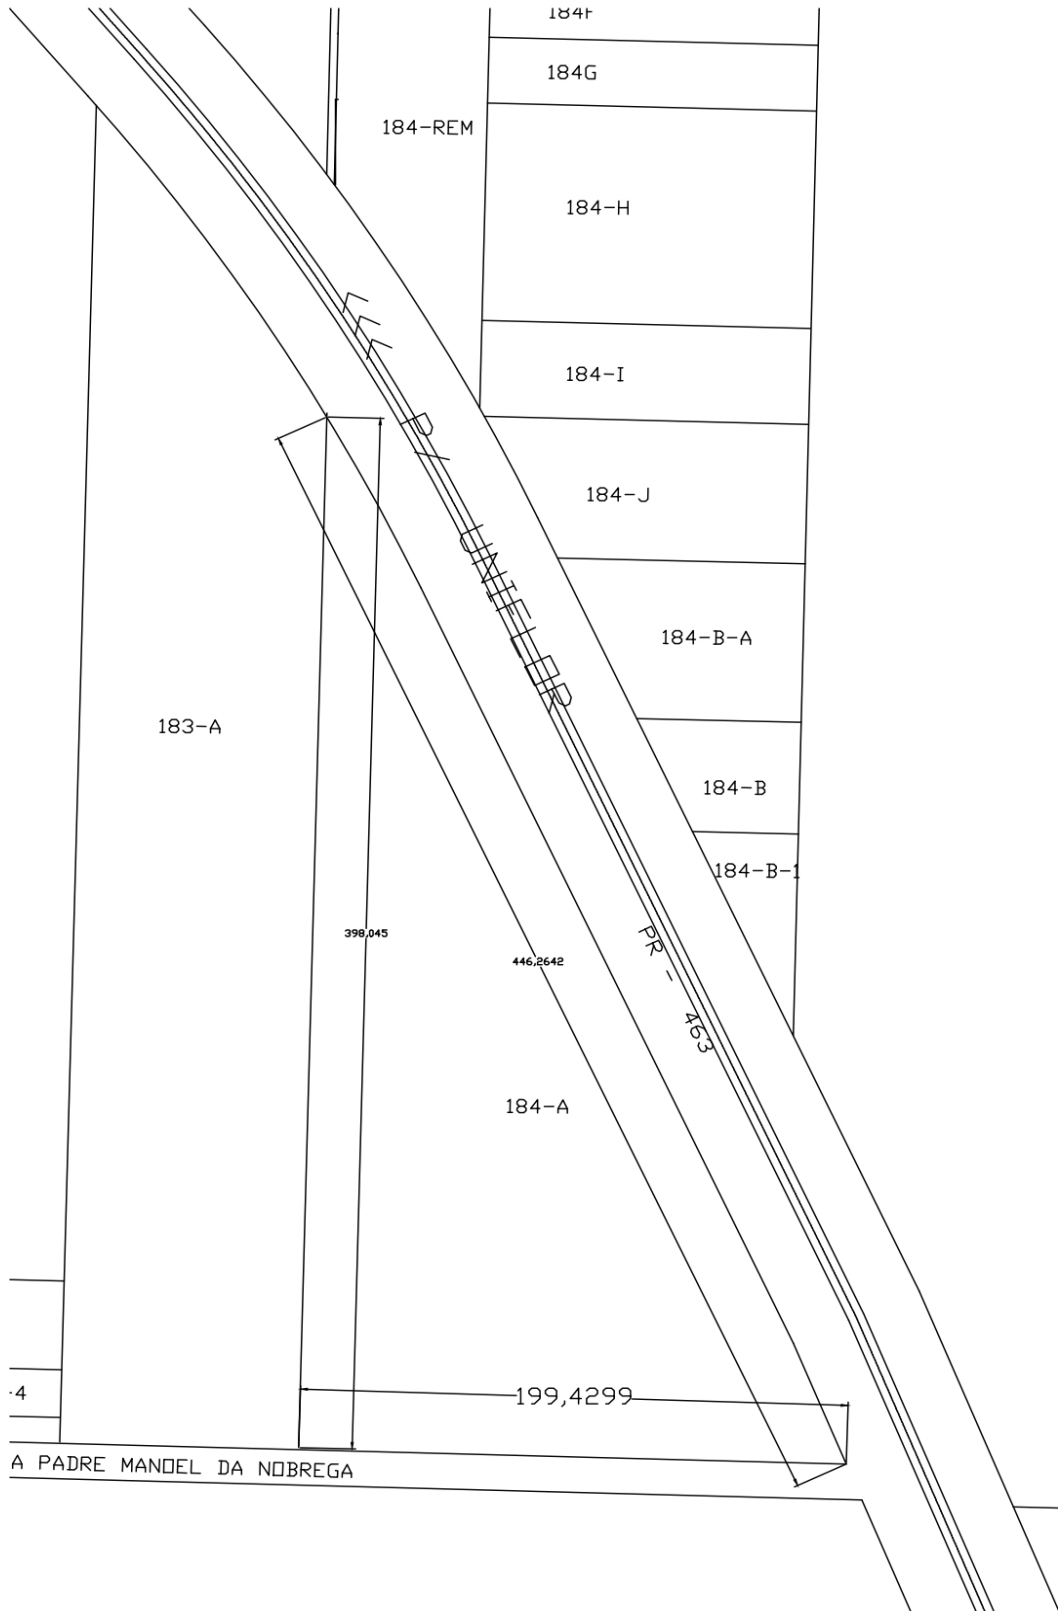 184F
184G
184-REM
184-H
184-I
184-J
P/ UNIFLOR
184-B-A
183-A
184-B
184-B-1
398,045
446,2642
PR - 463
184-A
-4
199,4299
A PADRE MANOEL DA NOBREGA